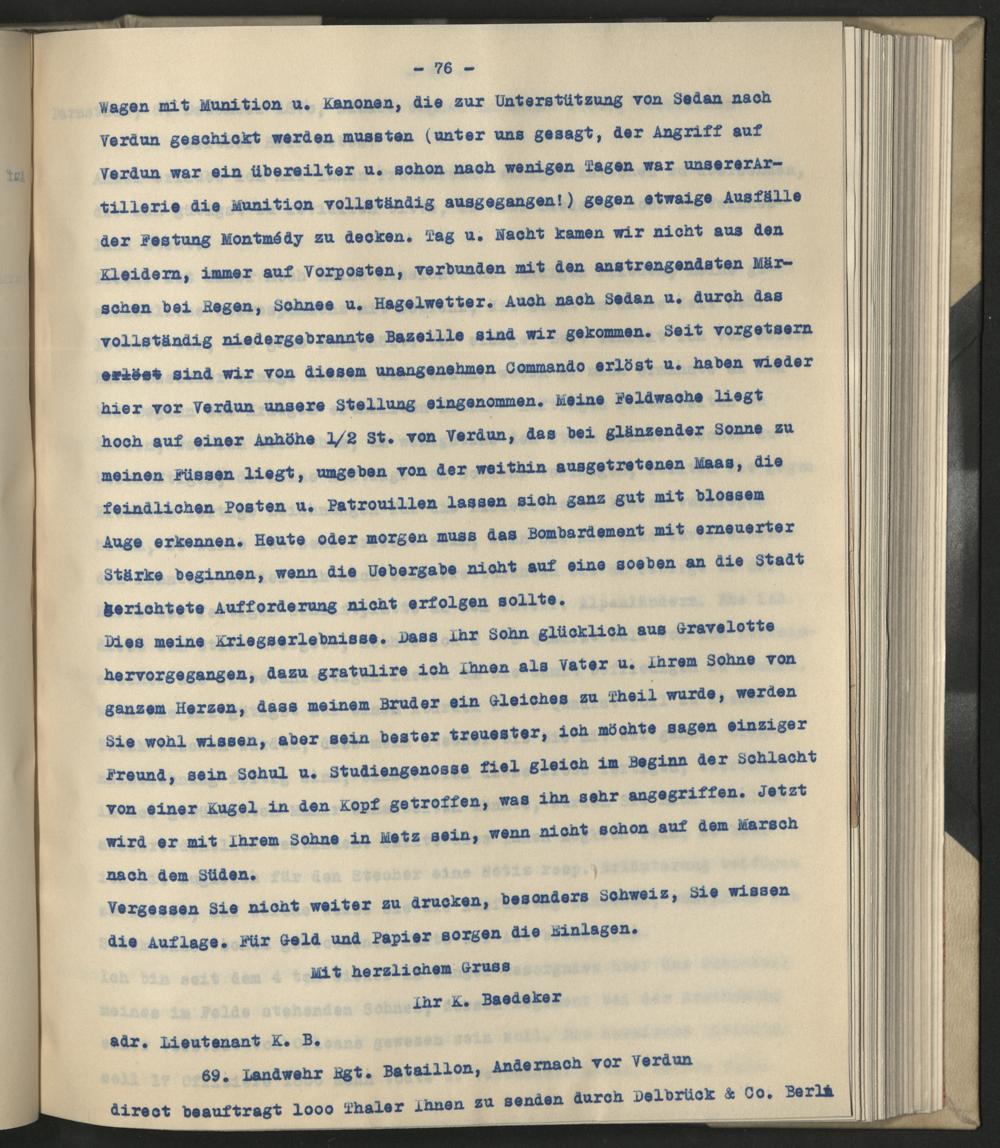 - 76 -
Wagen mit Munition u. Kanonen, die zur Unterstützung von Sedan nach
Verdun geschickt werden mussten (unter uns gesagt, der Angriff auf
Verdun war ein übereilter u. schon nach wenigen Tagen war unsererAr-
tillerie die Munition vollständig ausgegangen!) gegen etwaige Ausfälle
der Festung Montmédy zu decken. Tag u. Nacht kamen wir nicht aus den
Kleidern, immer auf Vorposten, verbunden mit den anstrengendsten Mär-
schen bei Regen, Schnee u. Hagelwetter. Auch nach Sedan u. durch das
vollständig niedergebrannte Bazeille sind wir gekommen. Seit vorgetsern
erlöst sind wir von diesem unangenehmen Commando erlöst u. haben wieder
hier vor Verdun unsere Stellung eingenommen. Meine Feldwache liegt
hoch auf einer Anhöhe 1/2 St. von Verdun, das bei glänzender Sonne zu
meinen Füssen liegt, umgeben von der weithin ausgetretenen Maas, die
feindlichen Posten u. Patrouillen lassen sich ganz gut mit blossem
Auge erkennen. Heute oder morgen muss das Bombardement mit erneuerter
Stärke beginnen, wenn die Uebergabe nicht auf eine soeben an die Stadt
gerichtete Aufforderung nicht erfolgen sollte.
Dies meine Kriegserlebnisse. Dass Ihr Sohn glücklich aus Gravelotte
hervorgegangen, dazu gratulire ich Ihnen als Vater u. Ihrem Sohne von
ganzem Herzen, dass meinem Bruder ein Gleiches zu Theil wurde, werden
Sie wohl wissen, aber sein bester treuester, ich möchte sagen einziger
Freund, sein Schul u. Studiengenosse fiel gleich im Beginn der Schlacht
von einer Kugel in den Kopf getroffen, was ihn sehr angegriffen. Jetzt
wird er mit Ihrem Sohne in Metz sein, wenn nicht schon auf dem Marsch
nach dem Süden.
Vergessen Sie nicht weiter zu drucken, besonders Schweiz, Sie wissen
die Auflage. Für Geld und Papier sorgen die Einlagen.
Mit herzlichem Gruss
Ihr K. Baedeker
adr. Lieutenant K. B.
69. Landwehr Rgt. Bataillon, Andernach vor Verdun
direct beauftragt 1ooo Thaler Ihnen zu senden durch Delbrück & Co. Berlin